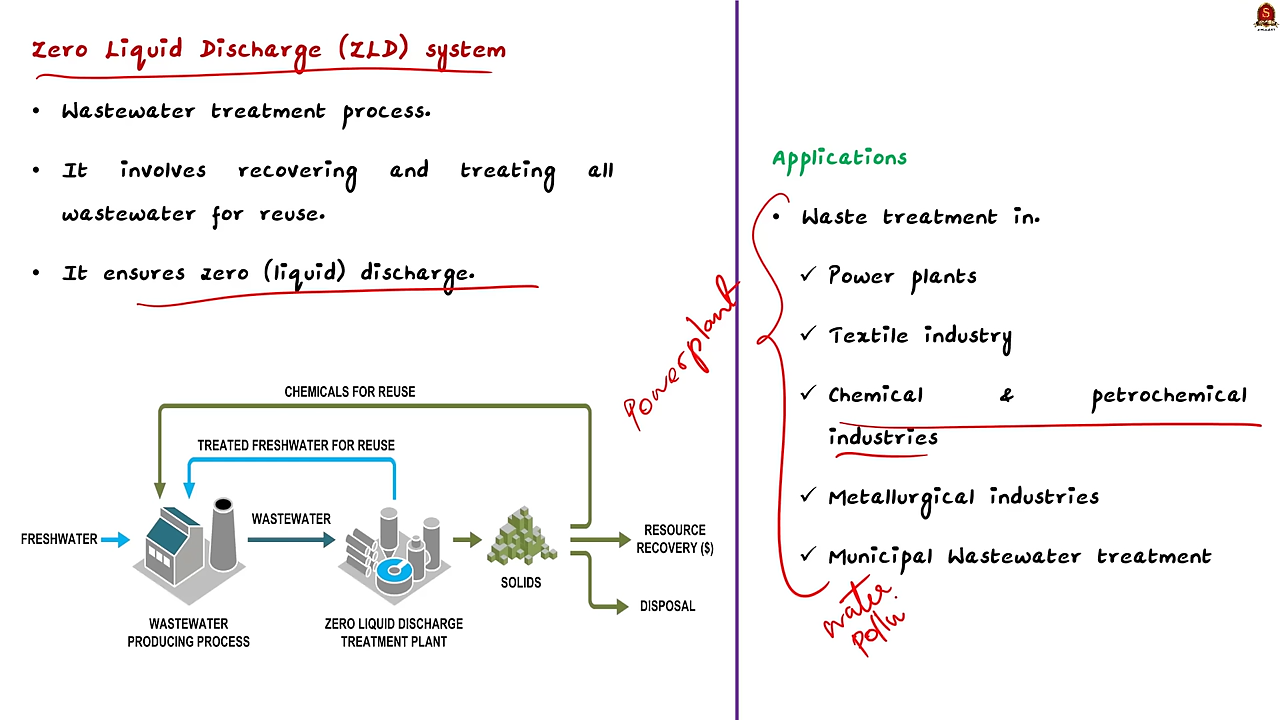 Zero Liquid Discharge (ZLD) system
• Wastewater treatment process.
• It involves recovering and treating all
wastewater for reuse.
• It ensures zero (liquid) discharge.
CHEMICALS FOR REUSE
TREATED FRESHWATER FOR REUSE
FRESHWATER
WASTEWATER
WASTEWATER
PRODUCING PROCESS
ZERO LIQUID DISCHARGE
TREATMENT PLANT
SOLIDS
RESOURCE
RECOVERY ($)
DISPOSAL
Powerplant
Applications
• Waste treatment in.
✓ Power plants
✓ Textile industry
✓ Chemical & petrochemical
industries
✓ Metallurgical industries
✓ Municipal Wastewater treatment
water
pollu